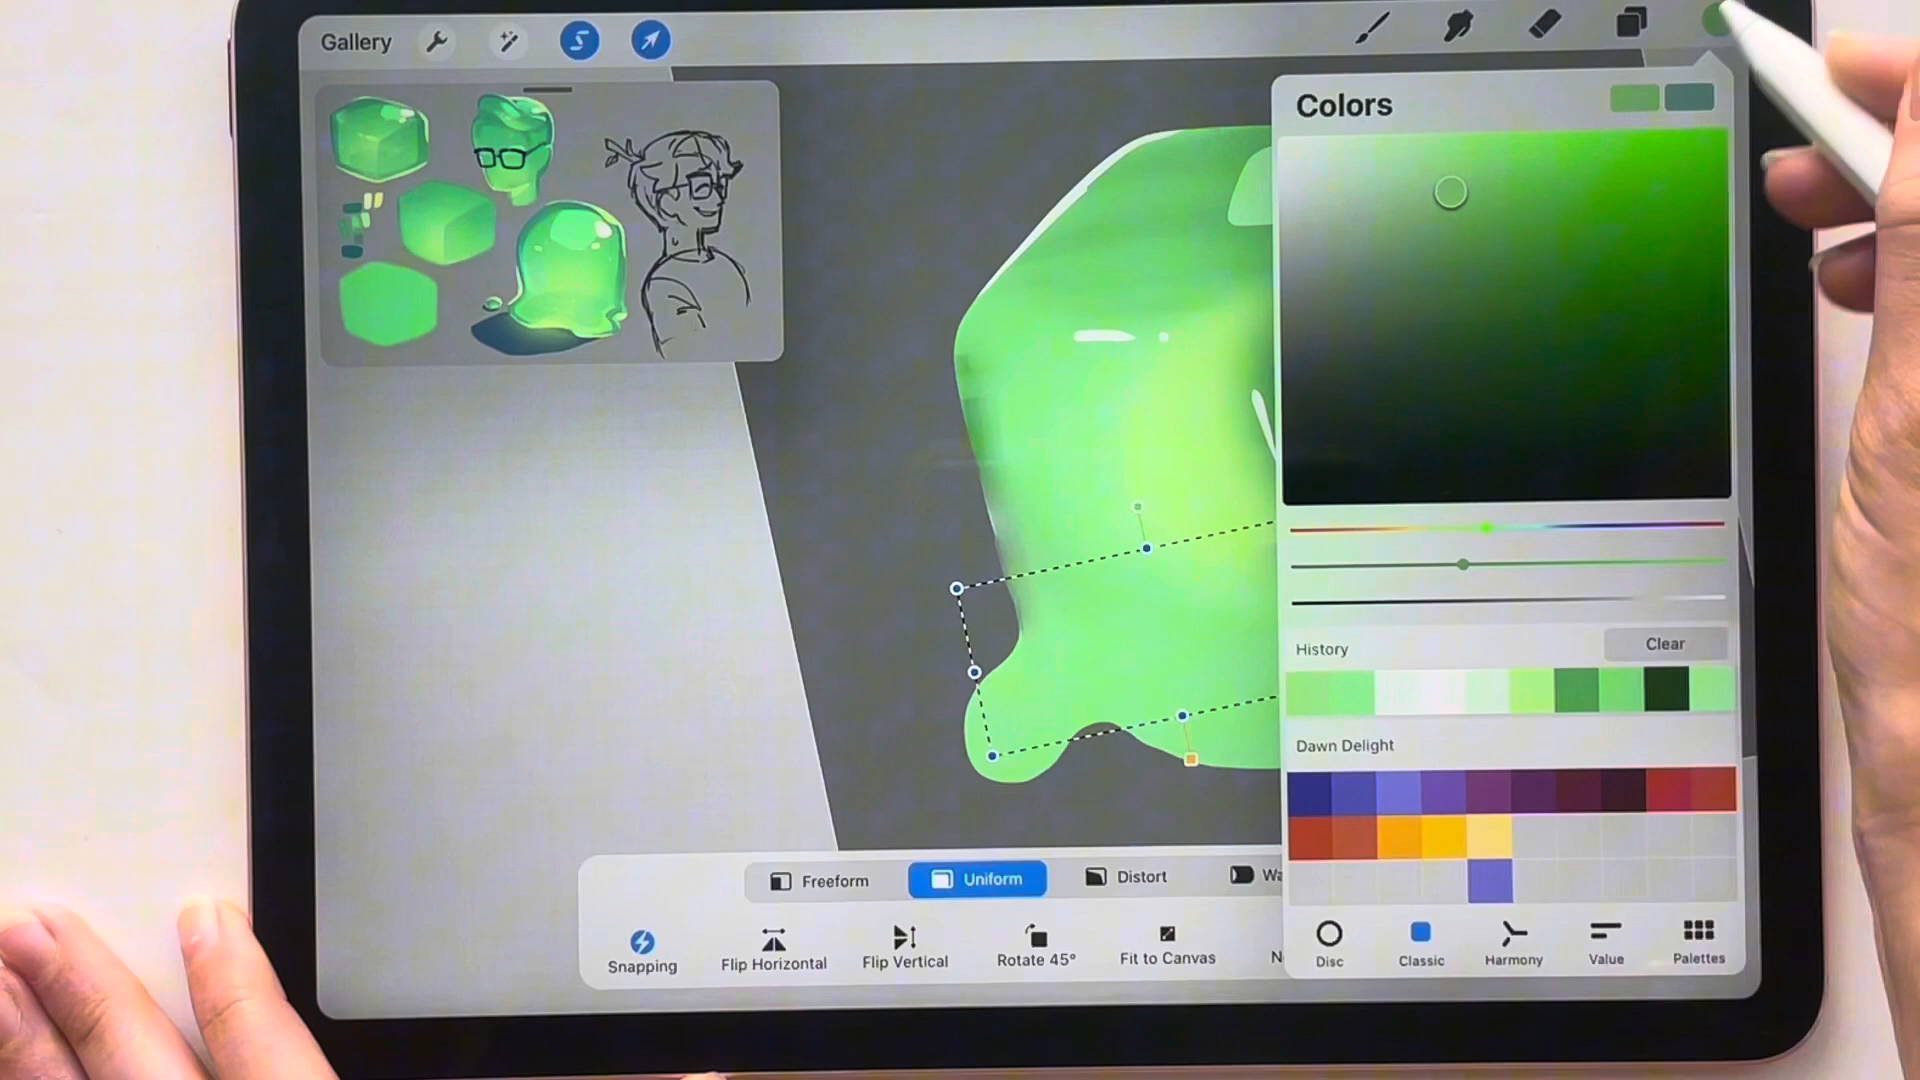 Gallery
Colors
History
Clear
Dawn Delight
Freeform
Uniform
Distort
Snapping
Flip Horizontal
Flip Vertical
Rotate 45°
Fit to Canvas
Disc
Classic
Harmony
Value
Palettes